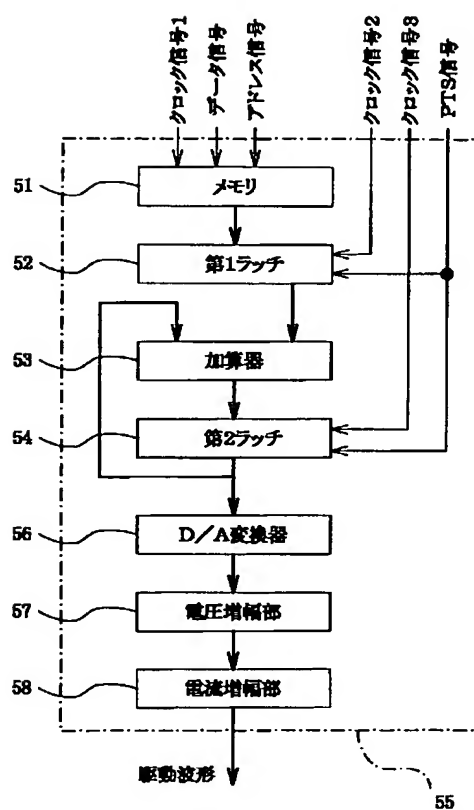 クロック信号1
データ信号
アドレス信号
クロック信号2
クロック信号3
PTS信号
51
メモリ
52
第1ラッチ
53
加算器
54
第2ラッチ
56
D/A変換器
57
電圧増幅部
58
電流増幅部
駆動波形
55